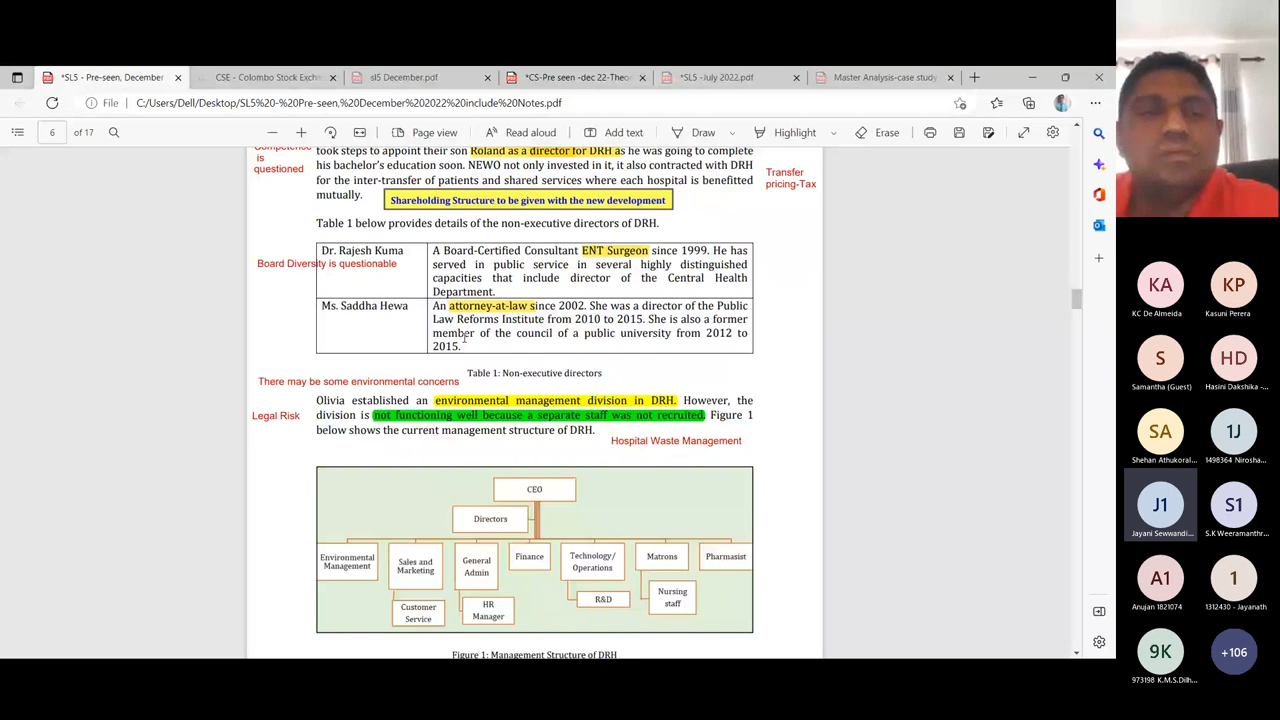 *SL5 - Pre-seen, December
CSE - Colombo Stock Exch
sl5 December.pdf
*CS-Pre seen -dec 22-Theo
*SL5 -July 2022.pdf
Master Analysis-case study
File
C:/Users/Dell/Desktop/SL5%20-%20Pre-seen,%20December%202022%20include%20Notes.pdf
6 of 17
Page view
Read aloud
Add text
Draw
Highlight
Erase
Competence
is
questioned
took steps to appoint their son Roland as a director for DRH as he was going to complete
his bachelor's education soon. NEWO not only invested in it, it also contracted with DRH
for the inter-transfer of patients and shared services where each hospital is benefitted
mutually.
Transfer
pricing-Tax
Shareholding Structure to be given with the new development
Table 1 below provides details of the non-executive directors of DRH.
Dr. Rajesh Kuma
Board Diversity is questionable
A Board-Certified Consultant ENT Surgeon since 1999. He has
served in public service in several highly distinguished
capacities that include director of the Central Health
Department.
Ms. Saddha Hewa
An attorney-at-law since 2002. She was a director of the Public
Law Reforms Institute from 2010 to 2015. She is also a former
member of the council of a public university from 2012 to
2015.
Table 1: Non-executive directors
There may be some environmental concerns
Olivia established an environmental management division in DRH. However, the
Legal Risk
division is not functioning well because a separate staff was not recruited. Figure 1
below shows the current management structure of DRH.
Hospital Waste Management
CEO
Directors
Environmental
Management
Sales and
Marketing
General
Admin
Finance
Technology/
Operations
Matrons
Pharmasist
Customer
Service
HR
Manager
R&D
Nursing
staff
Figure 1: Management Structure of DRH
KA
KC De Almeida
KP
Kasuni Perera
S
Samantha (Guest)
HD
Hasini Dakshika -...
SA
Shehan Athukoral...
1J
1498364 Nirosha...
J1
Jayani Sewwandi...
S1
S.K Weeramanthr...
A1
Anujan 1821074
1
1312430 - Jayanath
9K
973198 K.M.S.Dilh...
+106